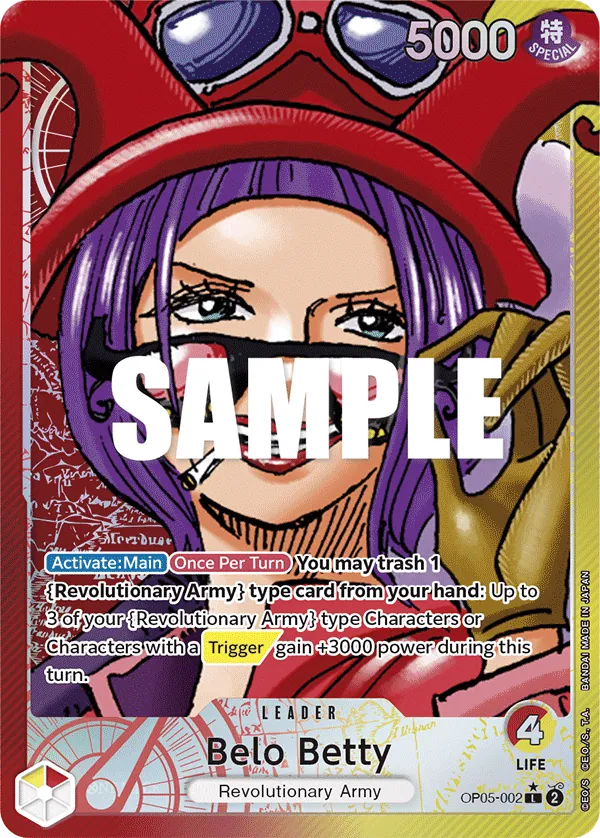 5000
特
SPECIAL
SAMPLE
Activate:Main Once Per Turn You may trash 1
{Revolutionary Army} type card from your hand: Up to
3 of your {Revolutionary Army} type Characters or
Characters with a Trigger gain +3000 power during this
turn.
LEADER
Belo Betty
Revolutionary Army
4
LIFE
OP05-002 L 2
©E.O/S ©E.O./S., T.A. BANDAI MADE IN JAPAN